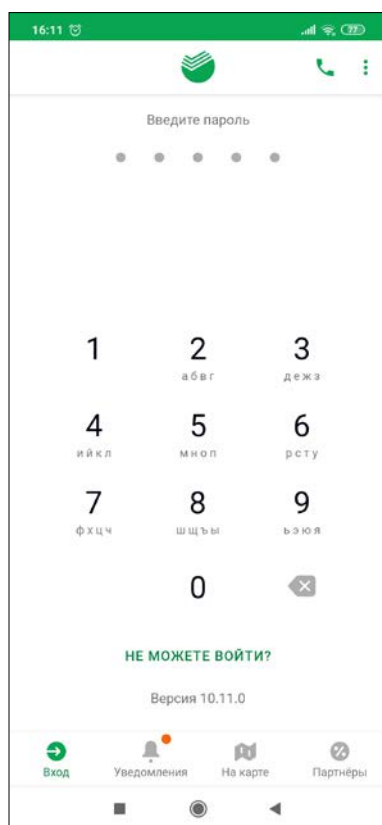 16:11 77
Введите пароль
1 2 3
абвг дежз
4 5 6
ийкл мноп рсту
7 8 9
фхцч шщъы ьэюя
0
НЕ МОЖЕТЕ ВОЙТИ?
Версия 10.11.0
Вход Уведомления На карте Партнёры